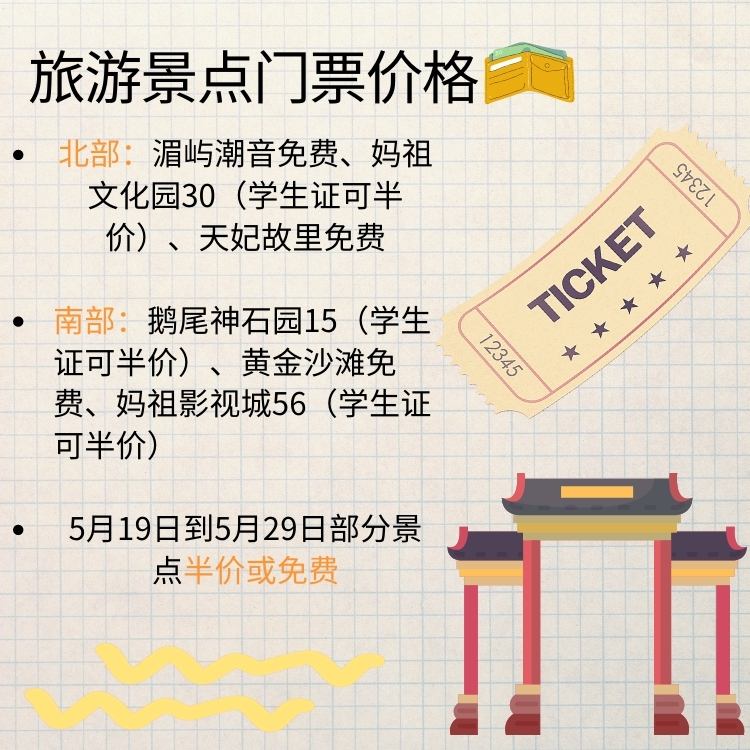 旅游景点门票价格
北部：湄屿潮音免费、妈祖
文化园30（学生证可半
价）、天妃故里免费
南部：鹅尾神石园15（学生
证可半价）、黄金沙滩免
费、妈祖影视城56（学生证
可半价）
5月19日到5月29日部分景
点半价或免费
12345
TICKET
12345